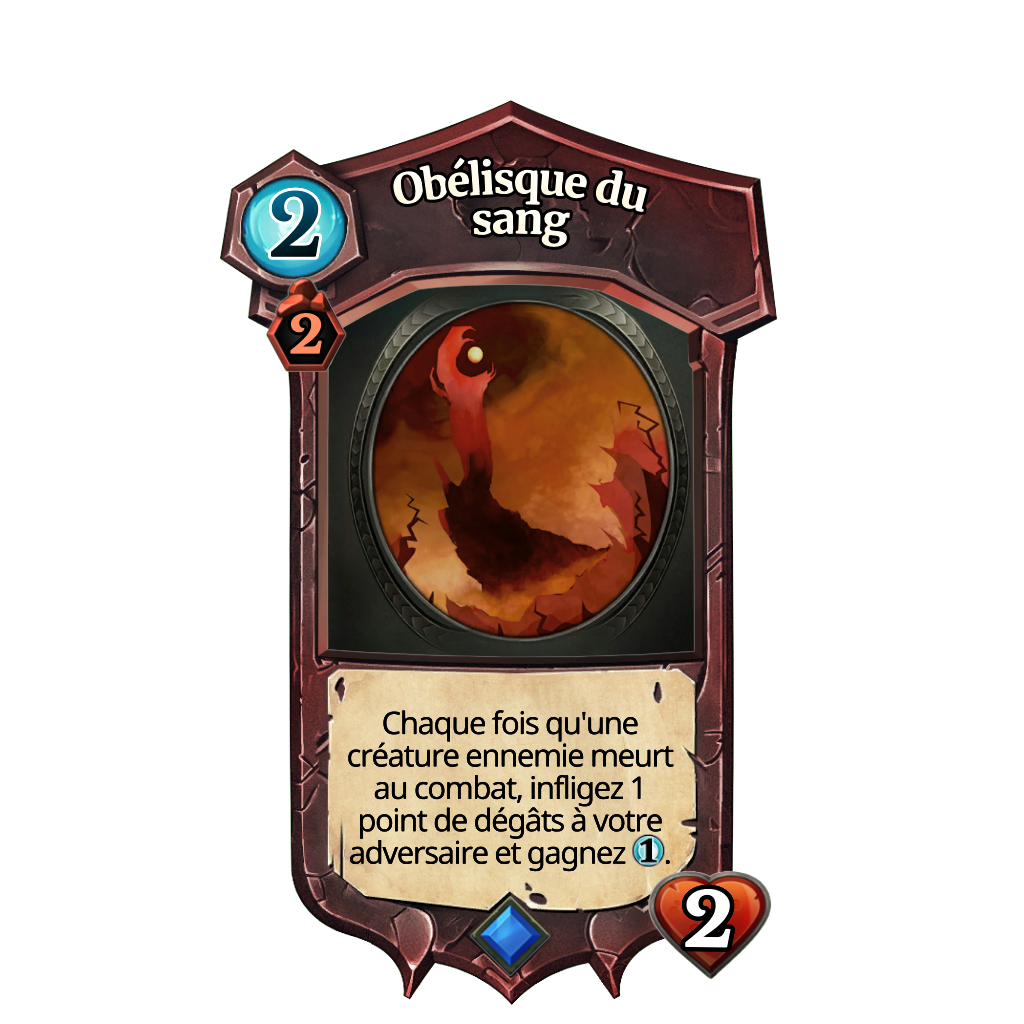 Obélisque du
sang
2
2
Chaque fois qu'une
créature ennemie meurt
au combat, infligez 1
point de dégâts à votre
adversaire et gagnez 1.
2